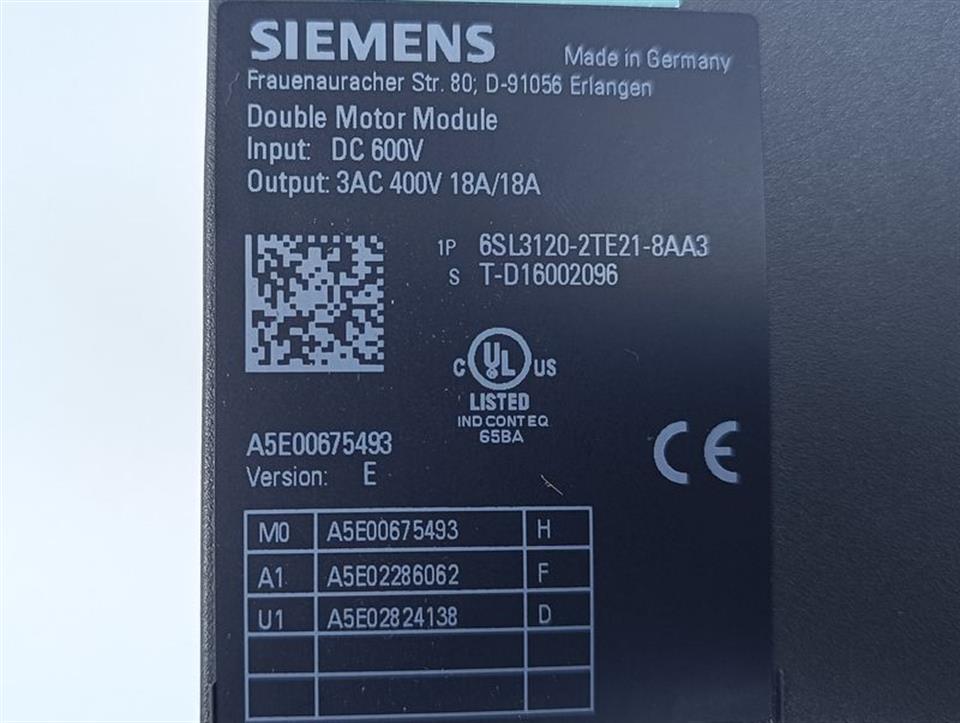 SIEMENS
Made in Germany
Frauenauracher Str. 80; D-91056 Erlangen
Double Motor Module
Input: DC 600V
Output: 3AC 400V 18A/18A
1P 6SL3120-2TE21-8AA3
S T-D16002096
C UL US
LISTED
IND CONT EQ
65BA
A5E00675493
Version: E
CE
M0 A5E00675493 H
A1 A5E02286062 F
U1 A5E02824138 D